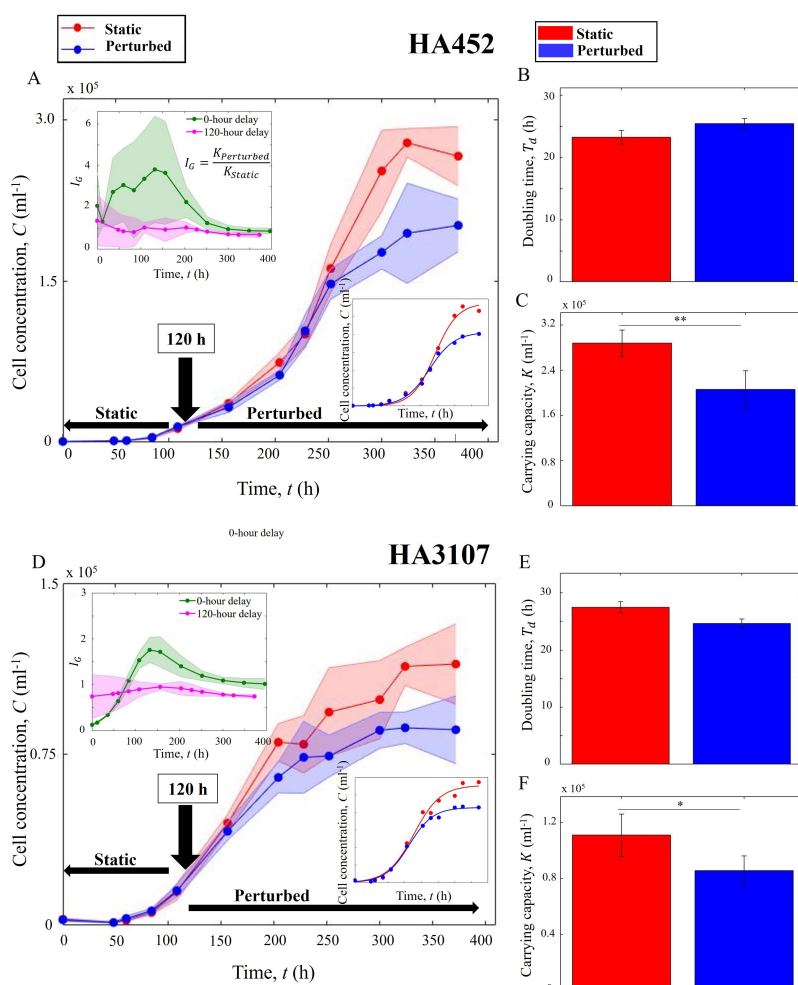 Static
Perturbed
HA452
Static
Perturbed
A
x 10⁵
3.0
1.5
0
Cell concentration, C (ml⁻¹)
0
50
100
150
200
250
300
350
400
Time, t (h)
120 h
Static
Perturbed
6
4
2
0
I_G
0-hour delay
120-hour delay
I_G = K_Perturbed / K_Static
0
100
200
300
400
Time, t (h)
Cell concentration, C (ml⁻¹)
Time, t (h)
B
30
20
10
0
Doubling time, T_d (h)
C
x 10⁵
3.2
2.4
1.6
0.8
0
Carrying capacity, K (ml⁻¹)
**
0-hour delay
HA3107
D
x 10⁵
1.5
0.75
0
Cell concentration, C (ml⁻¹)
0
50
100
150
200
250
300
350
400
Time, t (h)
120 h
Static
Perturbed
3
2
1
0
I_G
0-hour delay
120-hour delay
0
100
200
300
400
Time, t (h)
Cell concentration, C (ml⁻¹)
Time, t (h)
E
30
20
10
0
Doubling time, T_d (h)
F
x 10⁵
1.2
0.8
0.4
Carrying capacity, K (ml⁻¹)
*